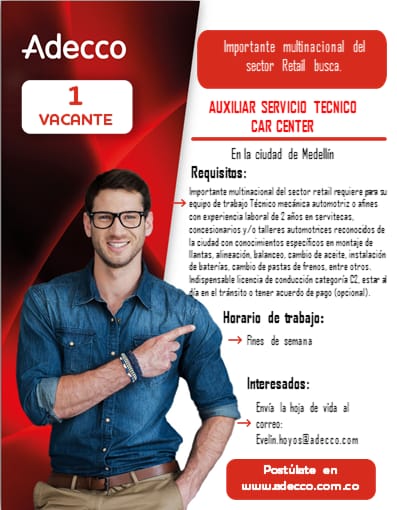 Adecco
1
VACANTE
Importante multinacional del
sector Retail busca.
AUXILIAR SERVICIO TECNICO
CAR CENTER
En la ciudad de Medellín
Requisitos:
Importante multinacional del sector retail requiere para su
equipo de trabajo Técnico mecánica automotriz o afines
con experiencia laboral de 2 años en servitecas,
concesionarios y/o talleres automotrices reconocidos de
la ciudad con conocimientos específicos en montaje de
llantas, alineación, balanceo, cambio de aceite, instalación
de baterías, cambio de pastas de frenos, entre otros.
Indispensable licencia de conducción categoría C2, estar al
día en el tránsito o tener acuerdo de pago (opcional).
Horario de trabajo:
Fines de semana
Interesados:
Envía la hoja de vida al
correo:
Evelin.hoyos@adecco.com
Postúlate en
www.adecco.com.co